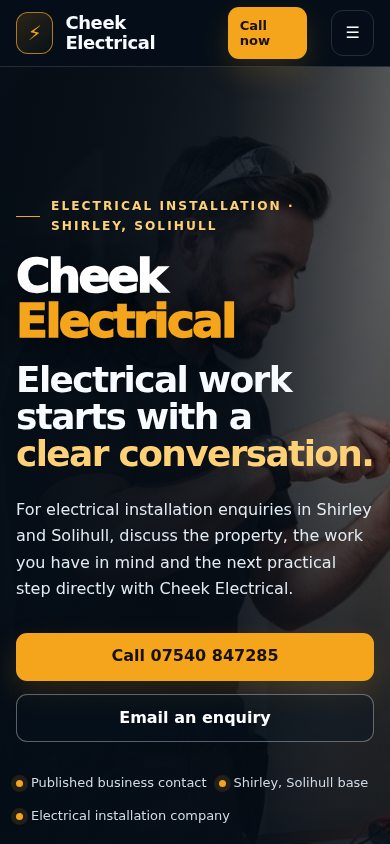 Cheek
Electrical
Call
now
ELECTRICAL INSTALLATION ·
SHIRLEY, SOLIHULL
Cheek
Electrical
Electrical work
starts with a
clear conversation.
For electrical installation enquiries in Shirley
and Solihull, discuss the property, the work
you have in mind and the next practical
step directly with Cheek Electrical.
Call 07540 847285
Email an enquiry
Published business contact
Shirley, Solihull base
Electrical installation company